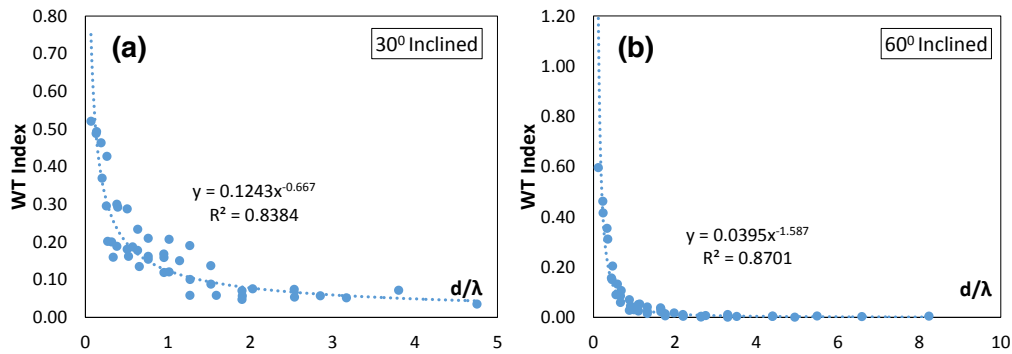 0.80
0.70
0.60
0.50
0.40
0.30
0.20
0.10
0.00
WT Index
(a)
30⁰ Inclined
y = 0.1243x^-0.667
R² = 0.8384
d/λ
0 1 2 3 4 5
1.20
1.00
0.80
0.60
0.40
0.20
0.00
WT Index
(b)
60⁰ Inclined
y = 0.0395x^-1.587
R² = 0.8701
d/λ
0 2 4 6 8 10